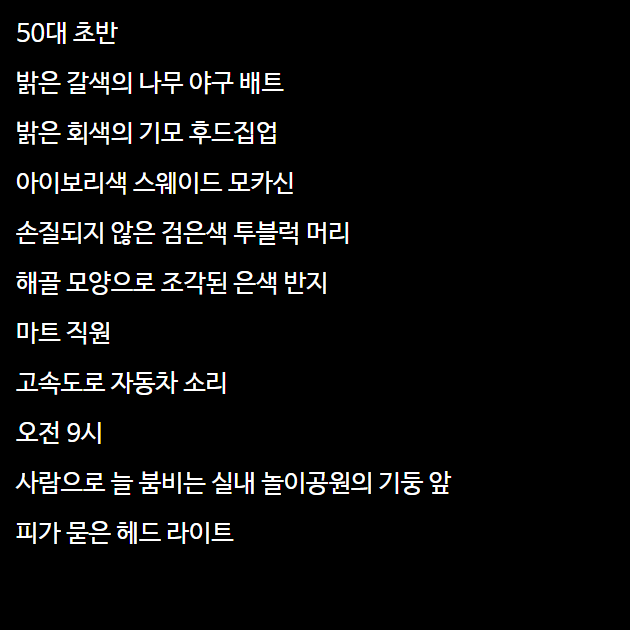 50대 초반
밝은 갈색의 나무 야구 배트
밝은 회색의 기모 후드집업
아이보리색 스웨이드 모카신
손질되지 않은 검은색 투블럭 머리
해골 모양으로 조각된 은색 반지
마트 직원
고속도로 자동차 소리
오전 9시
사람으로 늘 붐비는 실내 놀이공원의 기둥 앞
피가 묻은 헤드 라이트